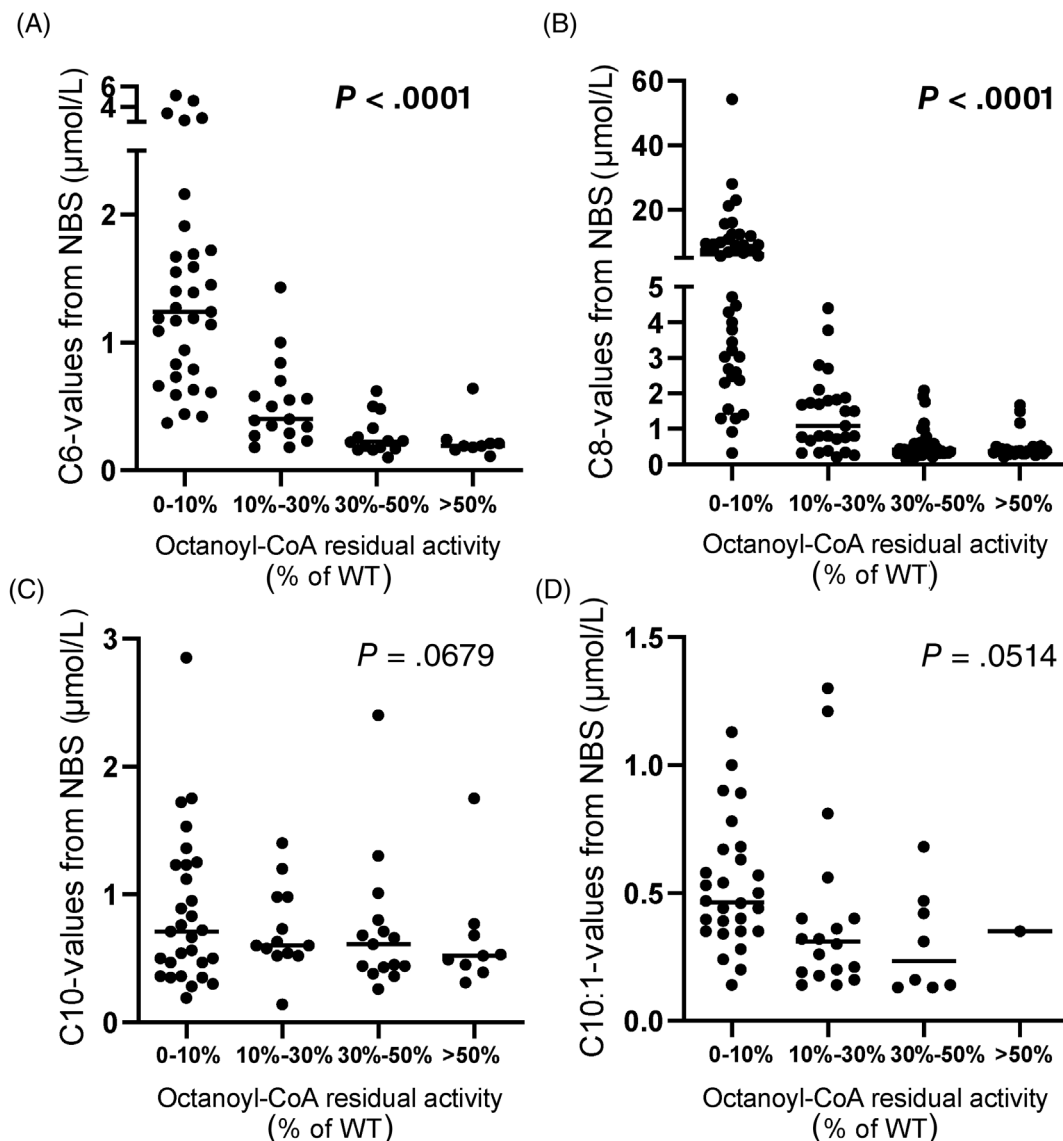 (A)
C6-values from NBS (µmol/L)
6
4
2
1
0
P < .0001
0-10% 10%-30% 30%-50% >50%
Octanoyl-CoA residual activity
(% of WT)
(B)
C8-values from NBS (µmol/L)
60
40
20
5
4
3
2
1
0
P < .0001
0-10% 10%-30% 30%-50% >50%
Octanoyl-CoA residual activity
(% of WT)
(C)
C10-values from NBS (µmol/L)
3
2
1
0
P = .0679
0-10% 10%-30% 30%-50% >50%
Octanoyl-CoA residual activity
(% of WT)
(D)
C10:1-values from NBS (µmol/L)
1.5
1.0
0.5
0.0
P = .0514
0-10% 10%-30% 30%-50% >50%
Octanoyl-CoA residual activity
(% of WT)